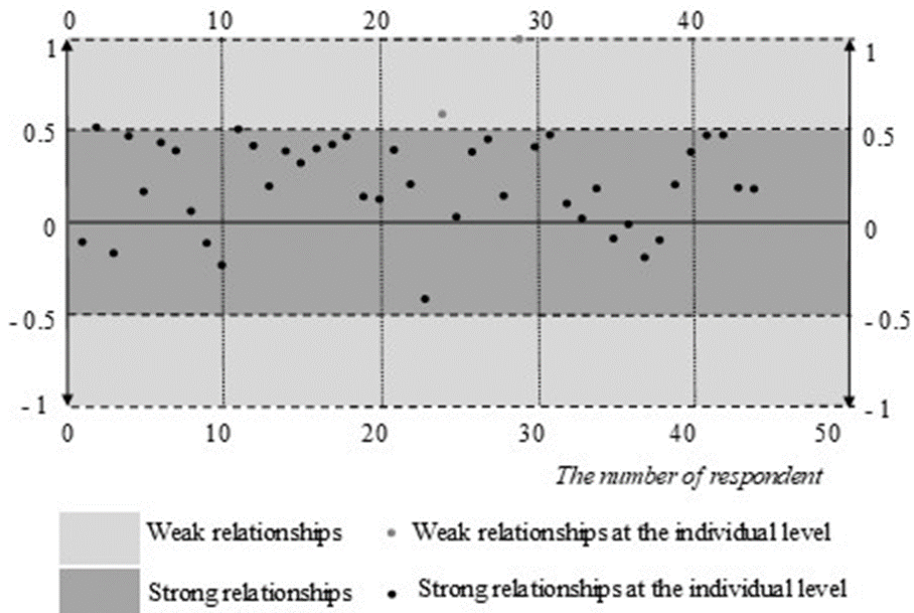 0 10 20 30 40
1 1
0.5 0.5
0 0
- 0.5 - 0.5
- 1 - 1
0 10 20 30 40 50
The number of respondent
Weak relationships Weak relationships at the individual level
Strong relationships Strong relationships at the individual level